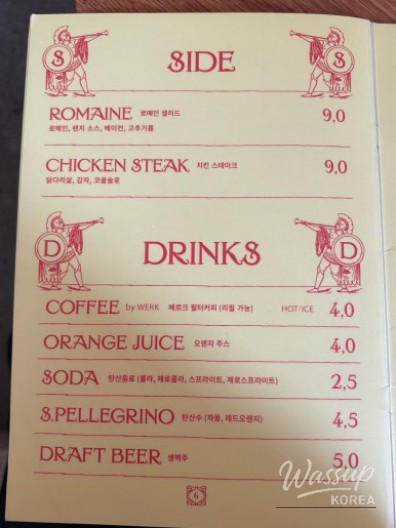 S SIDE S
ROMAINE 로메인 샐러드 9,0
로메인, 랜치 소스, 베이컨, 고추기름
CHICKEN STEAK 치킨 스테이크 9,0
닭다리살, 감자, 코울슬로
D DRINKS D
COFFEE by WERK 베르크 필터커피 (리필 가능) HOT/ICE 4,0
ORANGE JUICE 오렌지 주스 4,0
SODA 탄산음료 (콜라, 제로콜라, 스프라이트, 제로스프라이트) 2,5
S.PELLEGRINO 탄산수 (자몽, 레드오렌지) 4,5
DRAFT BEER 생맥주 5,0
6
Wassup
KOREA